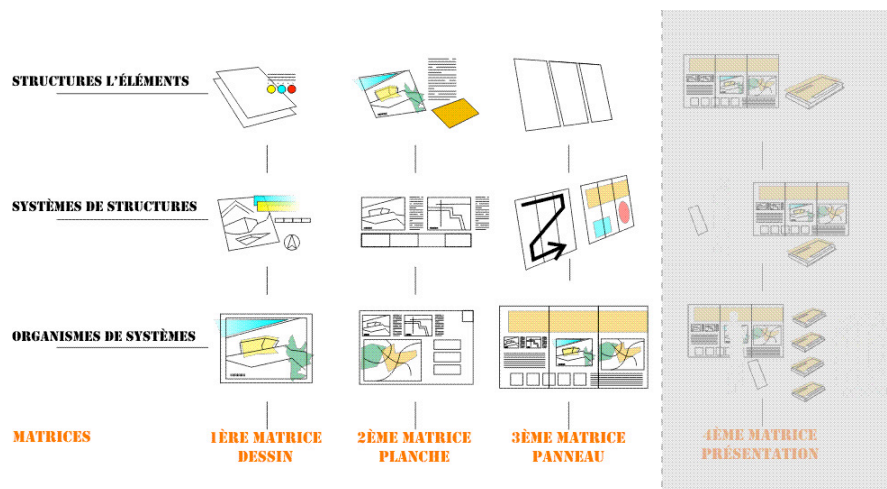 STRUCTURES L'ÉLÉMENTS
SYSTÈMES DE STRUCTURES
ORGANISMES DE SYSTÈMES
MATRICES
1ÈRE MATRICE
DESSIN
2ÈME MATRICE
PLANCHE
3ÈME MATRICE
PANNEAU
4ÈME MATRICE
PRÉSENTATION